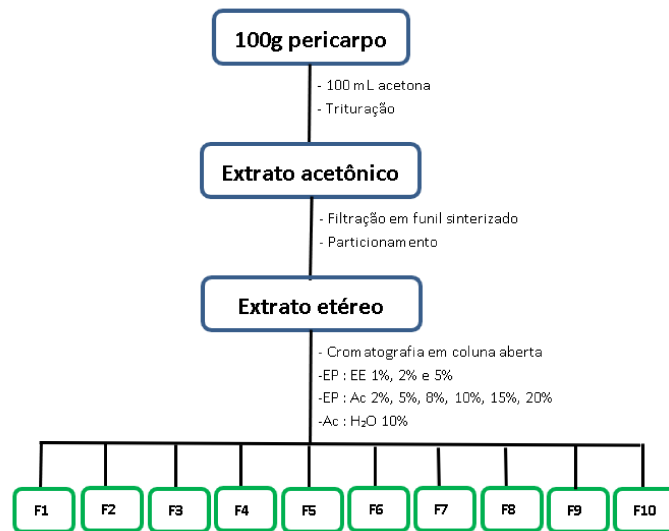 100g pericarpo
- 100 mL acetona
- Trituração
Extrato acetônico
- Filtração em funil sinterizado
- Particionamento
Extrato etéreo
- Cromatografia em coluna aberta
-EP : EE 1%, 2% e 5%
-EP : Ac 2%, 5%, 8%, 10%, 15%, 20%
-Ac : H₂O 10%
F1 F2 F3 F4 F5 F6 F7 F8 F9 F10